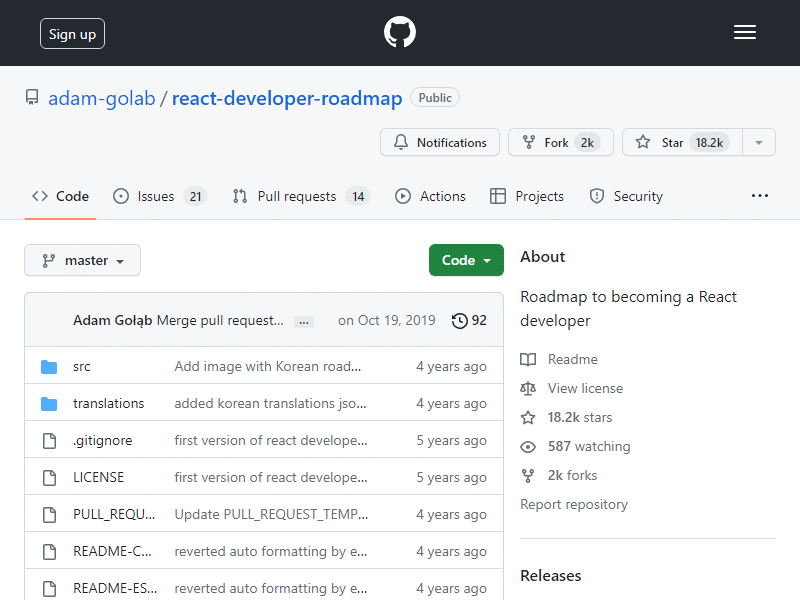 Sign up
adam-golab / react-developer-roadmap Public
Notifications Fork 2k Star 18.2k
Code Issues 21 Pull requests 14 Actions Projects Security ...
master Code
Adam Gołąb Merge pull request... ... on Oct 19, 2019 92
src Add image with Korean road... 4 years ago
translations added korean translations jso... 4 years ago
.gitignore first version of react develope... 5 years ago
LICENSE first version of react develope... 5 years ago
PULL_REQU... Update PULL_REQUEST_TEMP... 4 years ago
README-C... reverted auto formatting by e... 4 years ago
README-ES... reverted auto formatting by e... 4 years ago
About
Roadmap to becoming a React
developer
Readme
View license
18.2k stars
587 watching
2k forks
Report repository
Releases